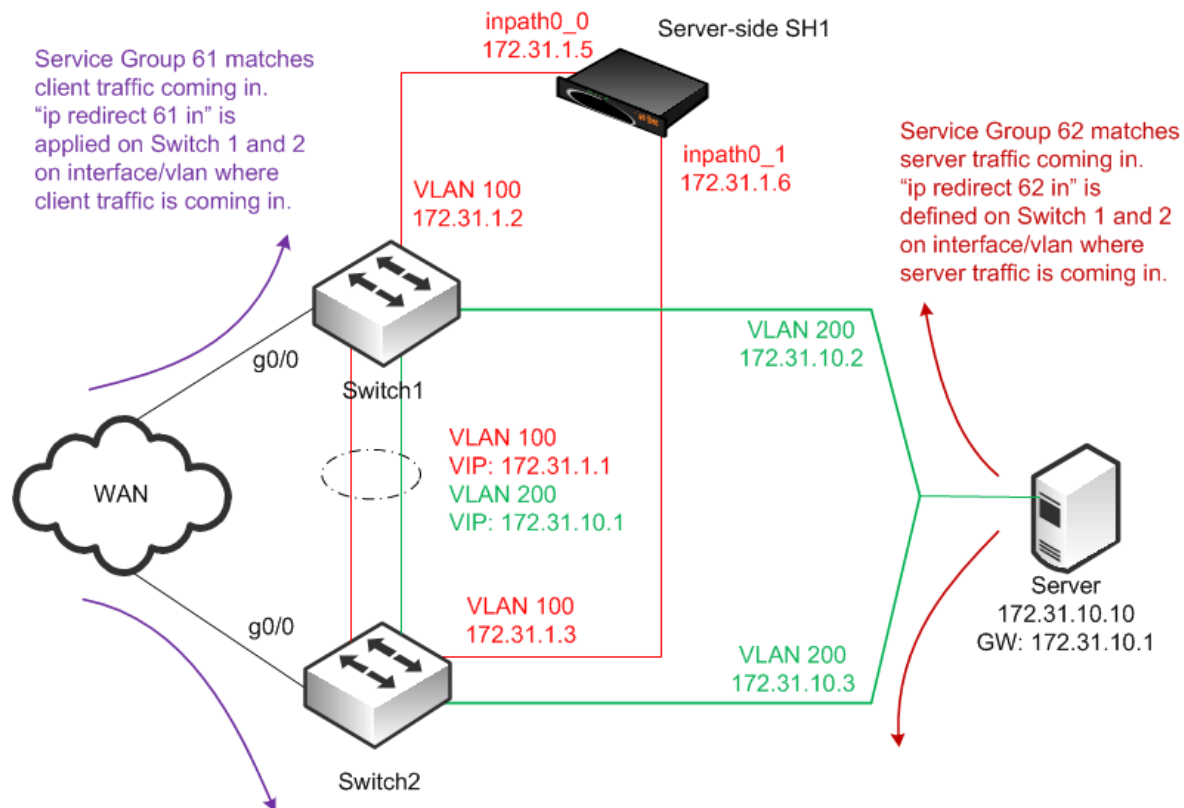 inpath0_0
172.31.1.5
Server-side SH1
Service Group 61 matches
client traffic coming in.
“ip redirect 61 in” is
applied on Switch 1 and 2
on interface/vlan where
client traffic is coming in.
Service Group 62 matches
server traffic coming in.
“ip redirect 62 in” is
defined on Switch 1 and 2
on interface/vlan where
server traffic is coming in.
inpath0_1
172.31.1.6
VLAN 100
172.31.1.2
VLAN 200
172.31.10.2
g0/0
Switch1
VLAN 100
VIP: 172.31.1.1
VLAN 200
VIP: 172.31.10.1
WAN
Server
172.31.10.10
GW: 172.31.10.1
VLAN 100
172.31.1.3
g0/0
VLAN 200
172.31.10.3
Switch2